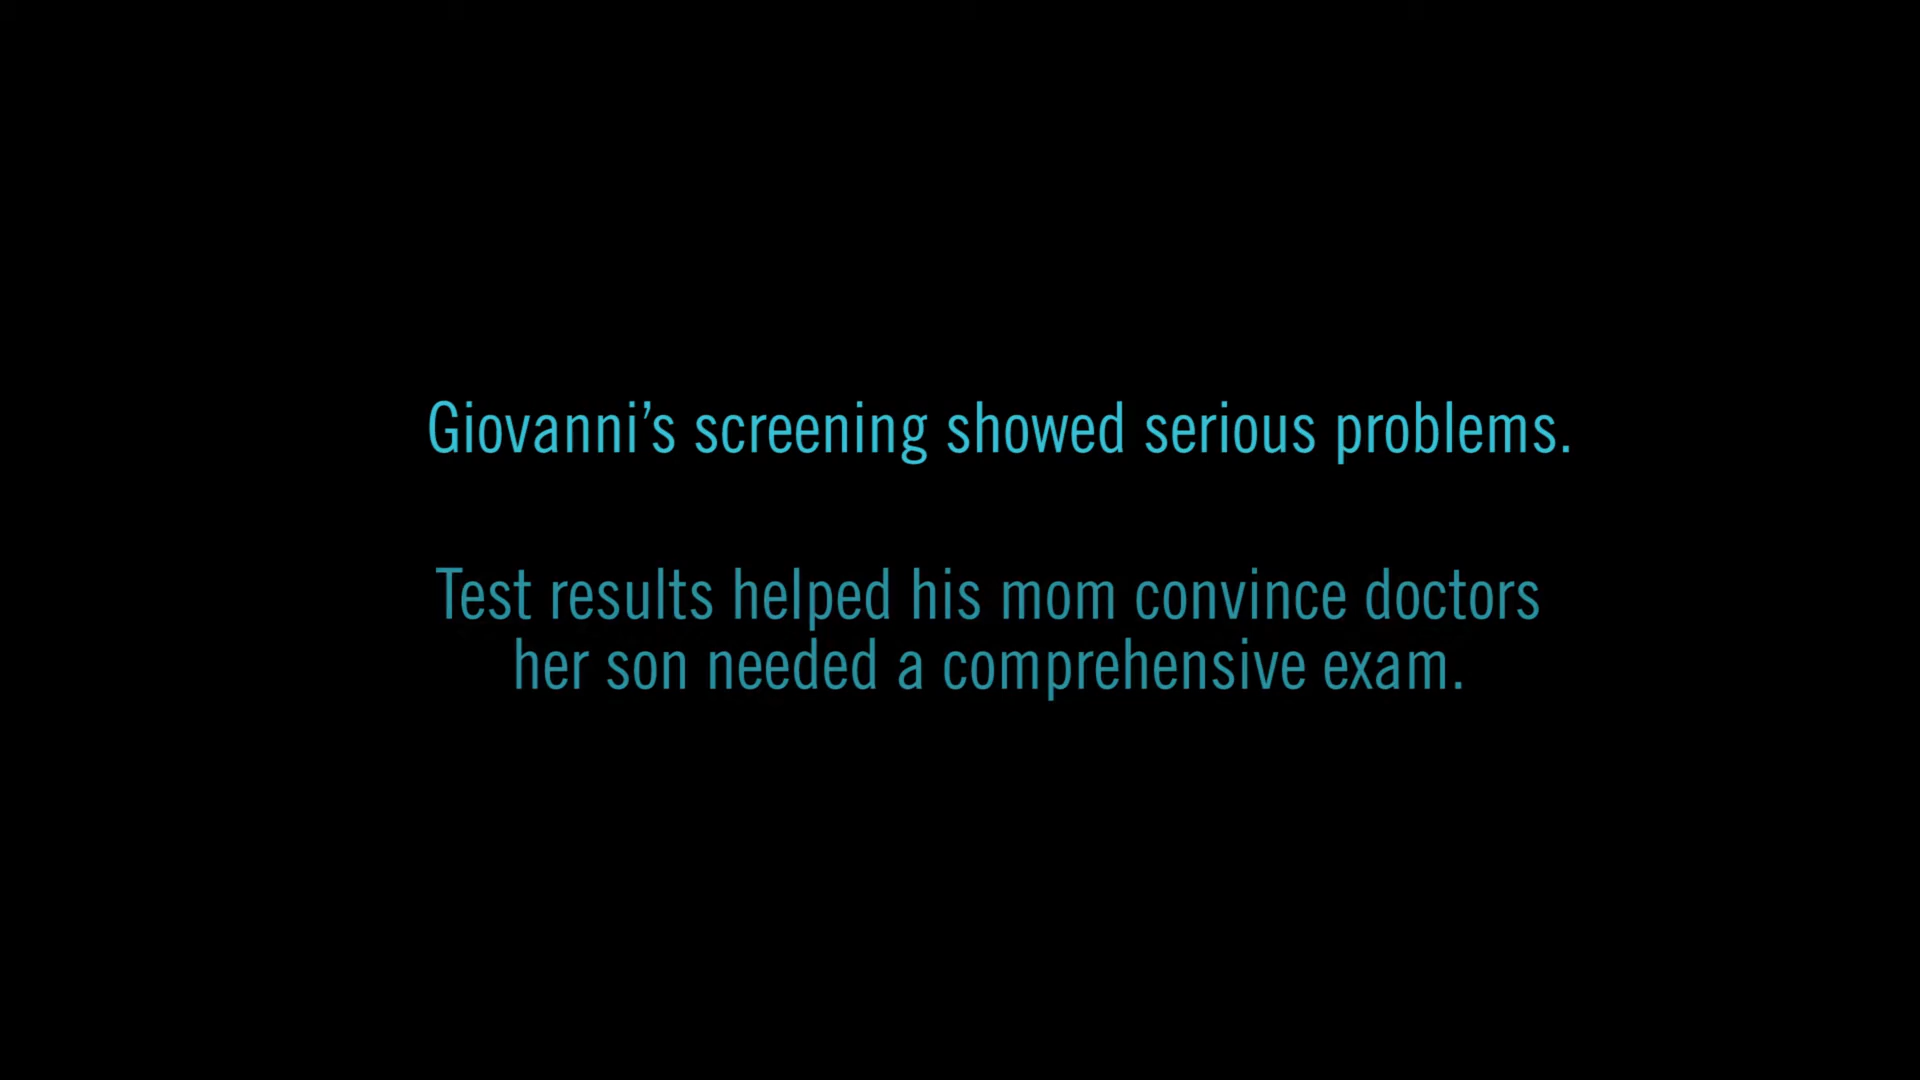 Giovanni’s screening showed serious problems.
Test results helped his mom convince doctors
her son needed a comprehensive exam.